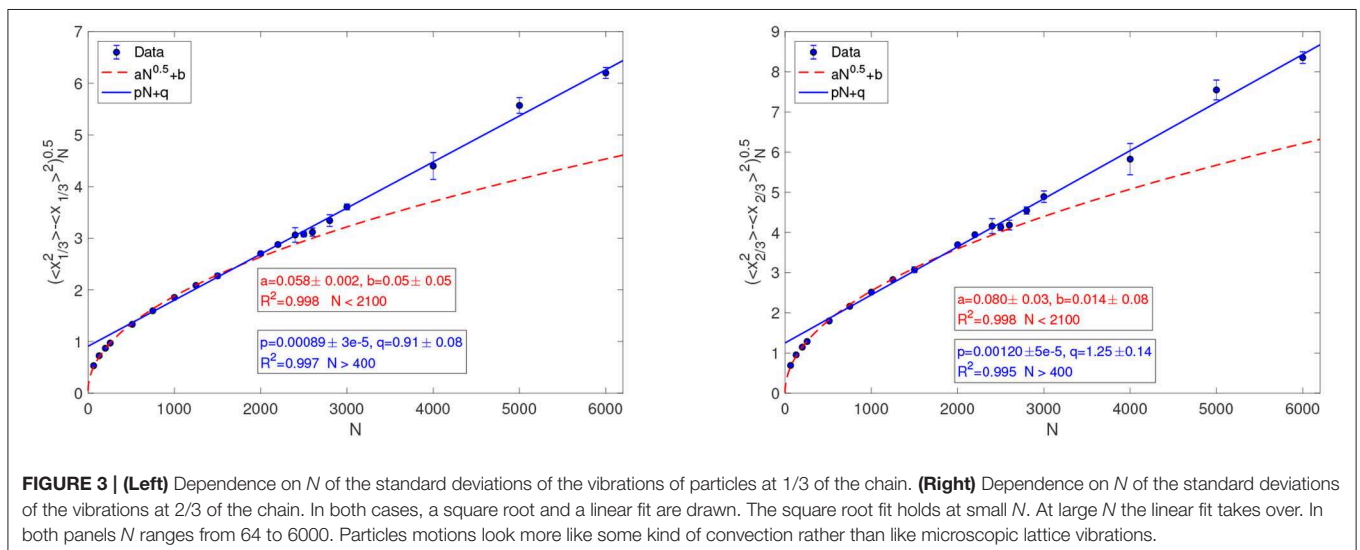 7
6
5
4
3
2
1
0
(<x²₁/₃>-<x₁/₃>²)⁰·⁵_N
Data
aN⁰·⁵+b
pN+q
a=0.058± 0.002, b=0.05± 0.05
R²=0.998 N < 2100
p=0.00089 ± 3e-5, q=0.91 ± 0.08
R²=0.997 N > 400
0 1000 2000 3000 4000 5000 6000
N
9
8
7
6
5
4
3
2
1
0
(<x²₂/₃>-<x₂/₃>²)⁰·⁵_N
Data
aN⁰·⁵+b
pN+q
a=0.080± 0.03, b=0.014± 0.08
R²=0.998 N < 2100
p=0.00120 ±5e-5, q=1.25 ±0.14
R²=0.995 N > 400
0 1000 2000 3000 4000 5000 6000
N
FIGURE 3 | (Left) Dependence on N of the standard deviations of the vibrations of particles at 1/3 of the chain. (Right) Dependence on N of the standard deviations
of the vibrations at 2/3 of the chain. In both cases, a square root and a linear fit are drawn. The square root fit holds at small N. At large N the linear fit takes over. In
both panels N ranges from 64 to 6000. Particles motions look more like some kind of convection rather than like microscopic lattice vibrations.